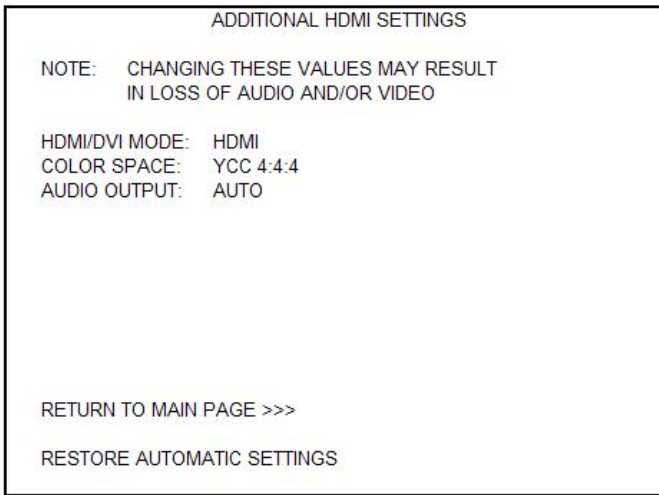 ADDITIONAL HDMI SETTINGS
NOTE: CHANGING THESE VALUES MAY RESULT
IN LOSS OF AUDIO AND/OR VIDEO
HDMI/DVI MODE: HDMI
COLOR SPACE: YCC 4:4:4
AUDIO OUTPUT: AUTO
RETURN TO MAIN PAGE >>>
RESTORE AUTOMATIC SETTINGS